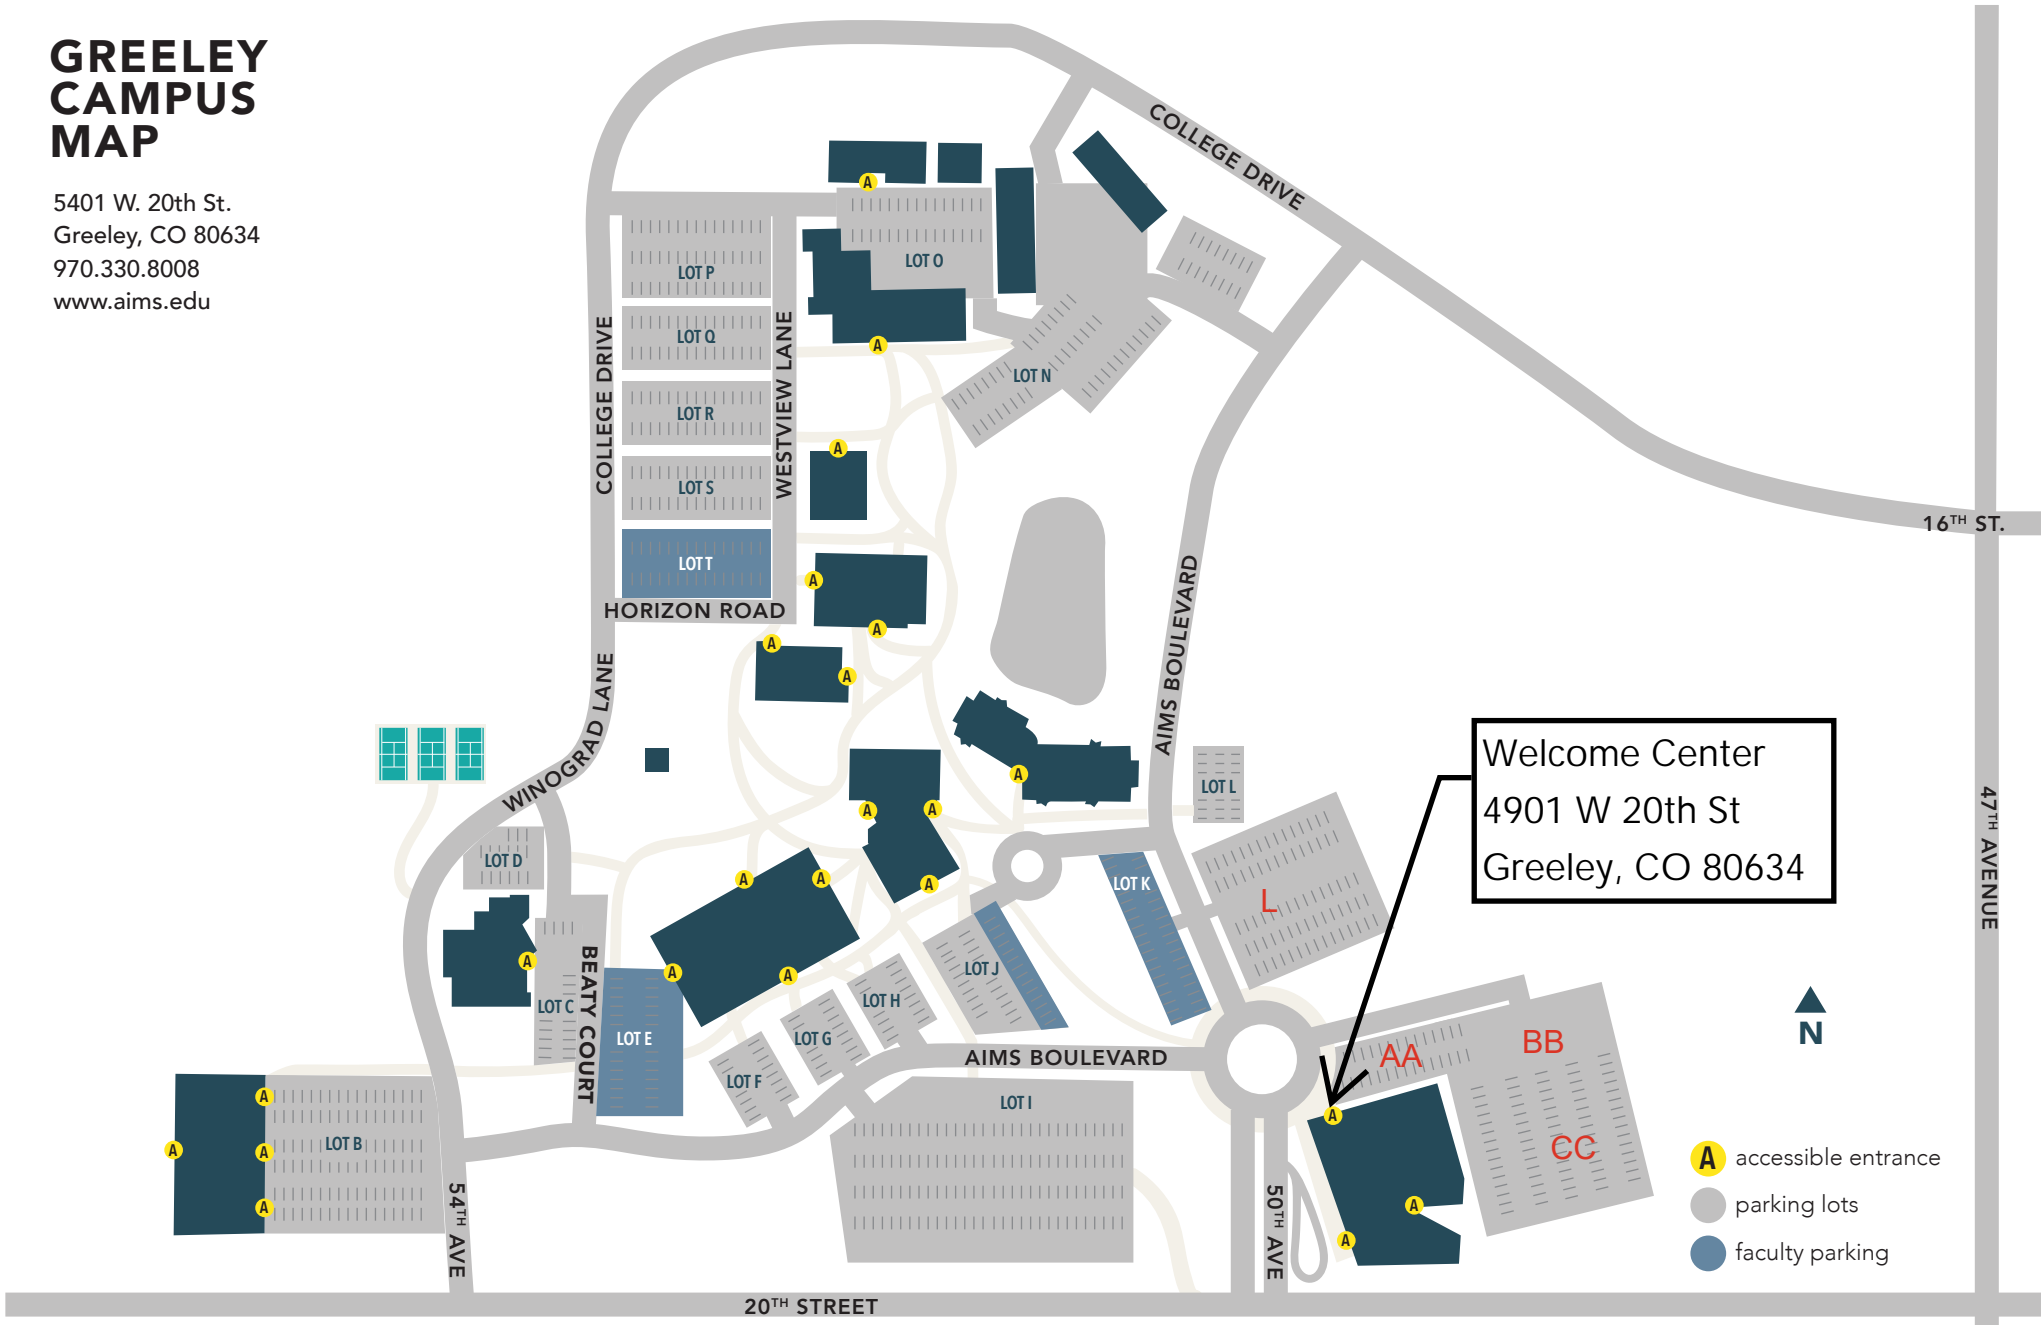 GREELEY
CAMPUS
MAP
5401 W. 20th St.
Greeley, CO 80634
970.330.8008
www.aims.edu
COLLEGE DRIVE
A
LOT P
LOT O
LOT Q
A
LOT N
COLLEGE DRIVE
WESTVIEW LANE
LOT R
A
LOT S
16TH ST.
LOT T
A
HORIZON ROAD
A
A
A
AIMS BOULEVARD
WINOGRAD LANE
A
LOT L
Welcome Center
4901 W 20th St
Greeley, CO 80634
47TH AVENUE
A
A
LOT D
A
A
A
LOT K
L
A
A
A
LOT J
BEATY COURT
LOT C
LOT E
LOT H
LOT G
LOT F
AIMS BOULEVARD
AA
BB
N
A
LOT I
A
A
A
A
LOT B
CC
A
A
A
54TH AVE
50TH AVE
A accessible entrance
parking lots
faculty parking
20TH STREET